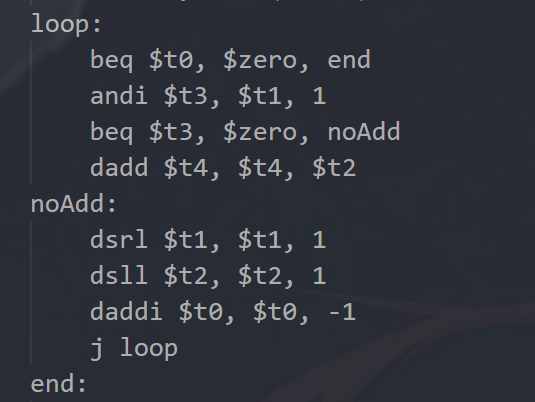 loop:
beq $t0, $zero, end
andi $t3, $t1, 1
beq $t3, $zero, noAdd
dadd $t4, $t4, $t2
noAdd:
dsrl $t1, $t1, 1
dsll $t2, $t2, 1
daddi $t0, $t0, -1
j loop
end: